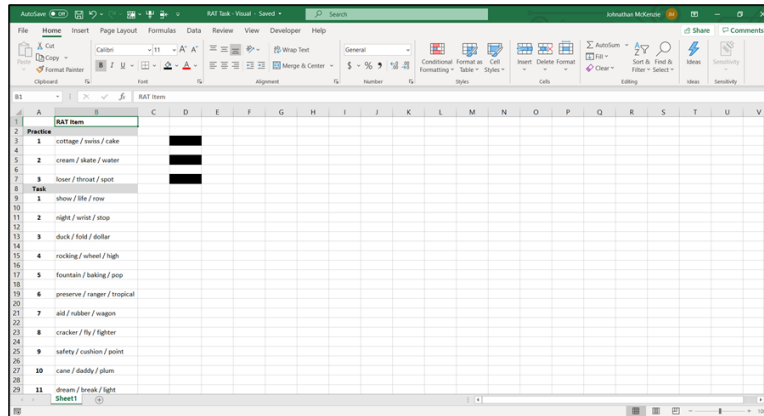 AutoSave Off RAT Task - Visual - Saved Search Johnathan McKenzie JM
File Home Insert Page Layout Formulas Data Review View Developer Help Share Comments
Cut
Copy
Format Painter
Paste
Calibri 11 A A
B I U A
Wrap Text
Merge & Center
General
$ % 9
Conditional Formatting
Format as Table
Cell Styles
Insert Delete Format
AutoSum
Fill
Clear
Sort & Filter
Find & Select
Ideas
Sensitivity
Clipboard Font Alignment Number Styles Cells Editing Ideas Sensitivity
B1 fx RAT Item
A B C D E F G H I J K L M N O P Q R S T U V
1 RAT Item
2 Practice
3 1 cottage / swiss / cake
4
5 2 cream / skate / water
6
7 3 loser / throat / spot
8 Task
9 1 show / life / row
10
11 2 night / wrist / stop
12
13 3 duck / fold / dollar
14
15 4 rocking / wheel / high
16
17 5 fountain / baking / pop
18
19 6 preserve / ranger / tropical
20
21 7 aid / rubber / wagon
22
23 8 cracker / fly / fighter
24
25 9 safety / cushion / point
26
27 10 cane / daddy / plum
28
29 11 dream / break / light
Sheet1